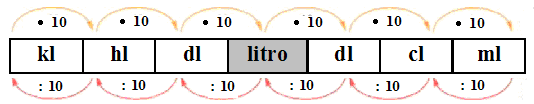 • 10 • 10 • 10 • 10 • 10 • 10
kl hl dl litro dl cl ml
: 10 : 10 : 10 : 10 : 10 : 10